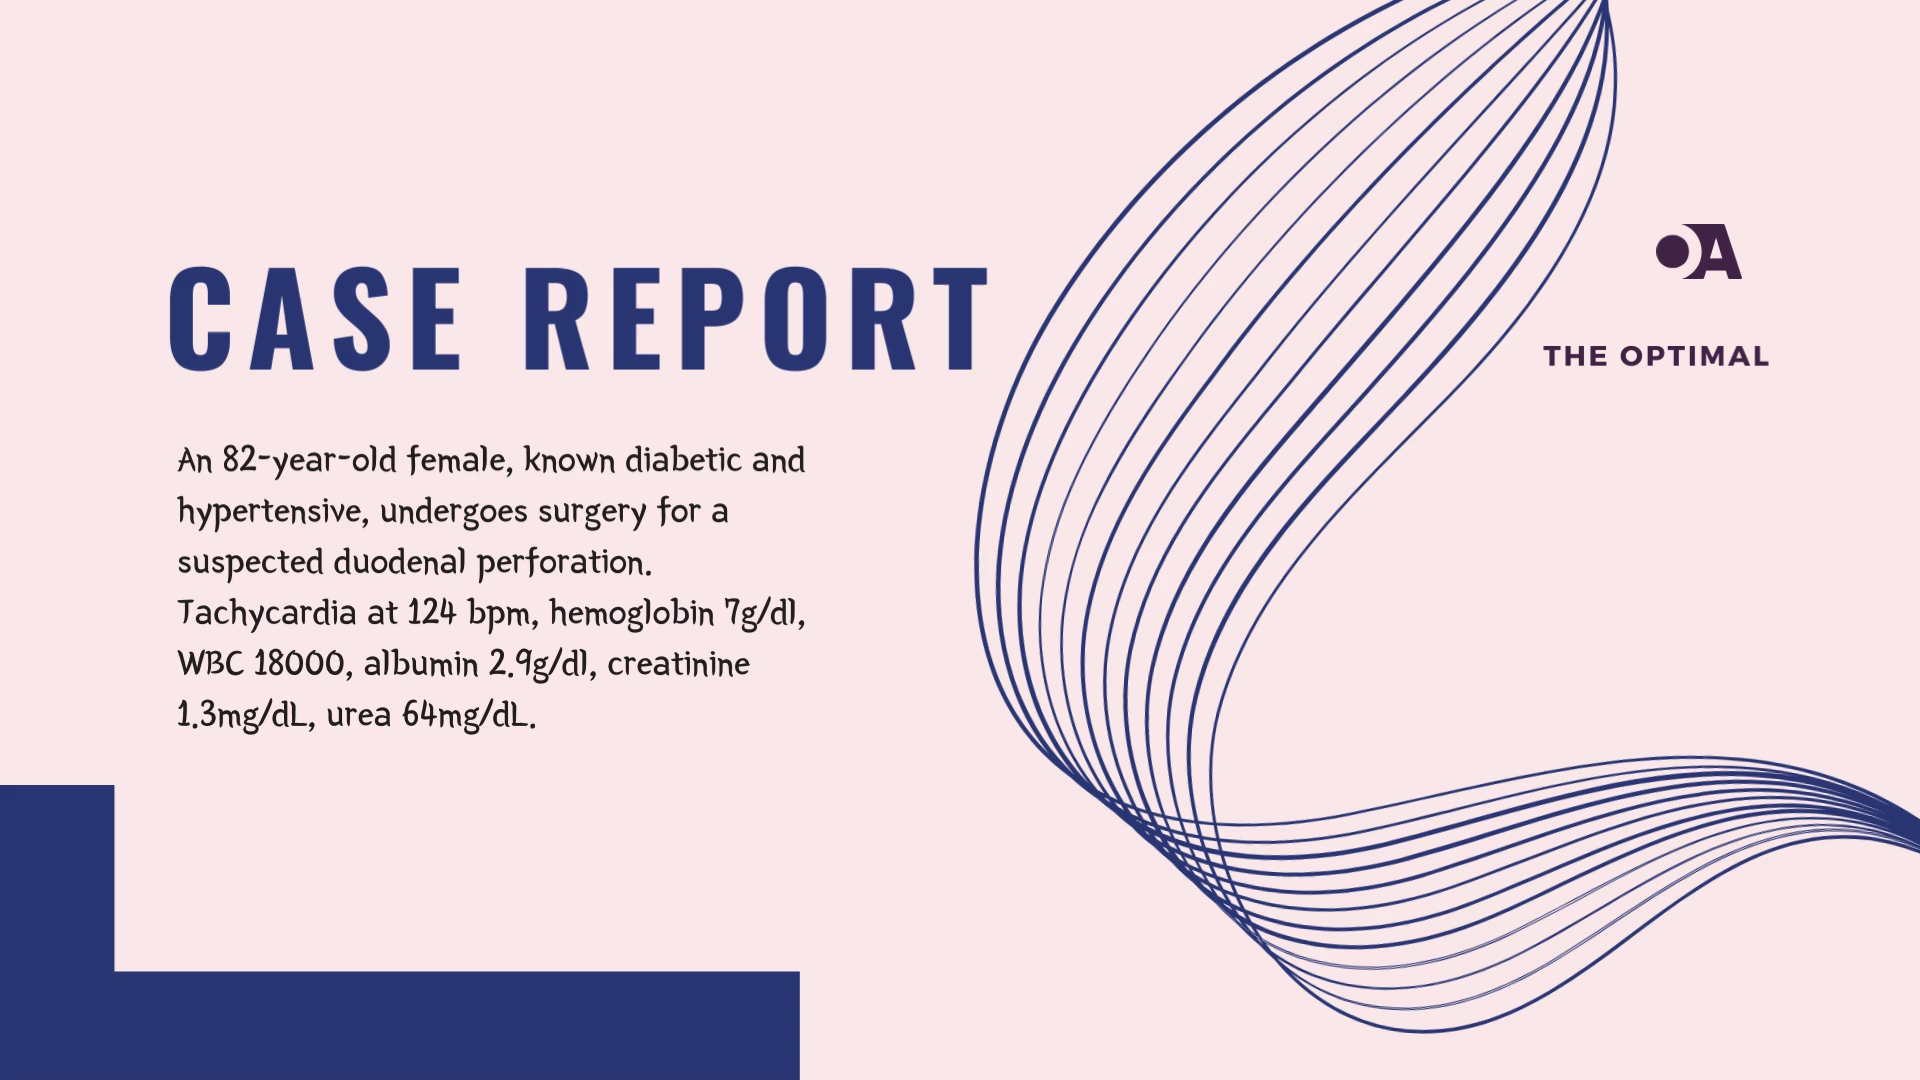 CASE REPORT
An 82-year-old female, known diabetic and
hypertensive, undergoes surgery for a
suspected duodenal perforation.
Tachycardia at 124 bpm, hemoglobin 7g/dl,
WBC 18000, albumin 2.9g/dl, creatinine
1.3mg/dL, urea 64mg/dL.
OA
THE OPTIMAL